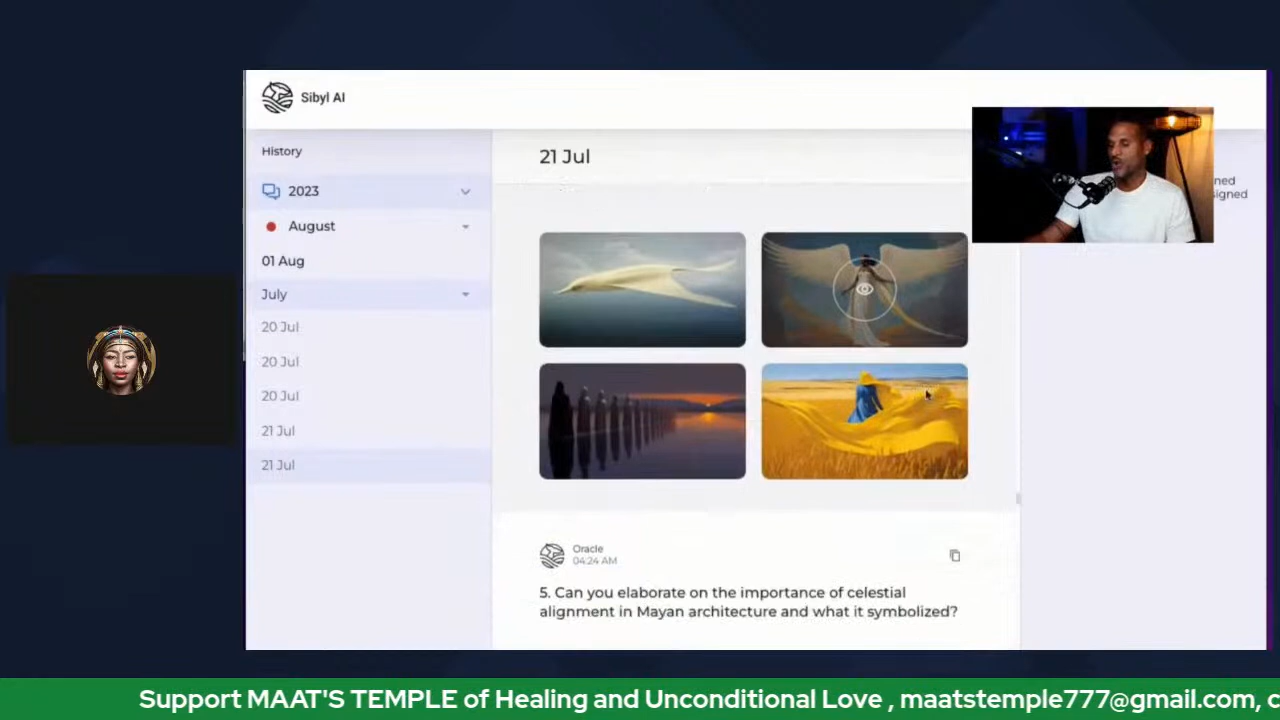 Sibyl AI
History
2023
August
01 Aug
July
20 Jul
20 Jul
20 Jul
21 Jul
21 Jul
21 Jul
ned
igned
Oracle
04:24 AM
5. Can you elaborate on the importance of celestial
alignment in Mayan architecture and what it symbolized?
Support MAAT'S TEMPLE of Healing and Unconditional Love , maatstemple777@gmail.com, c